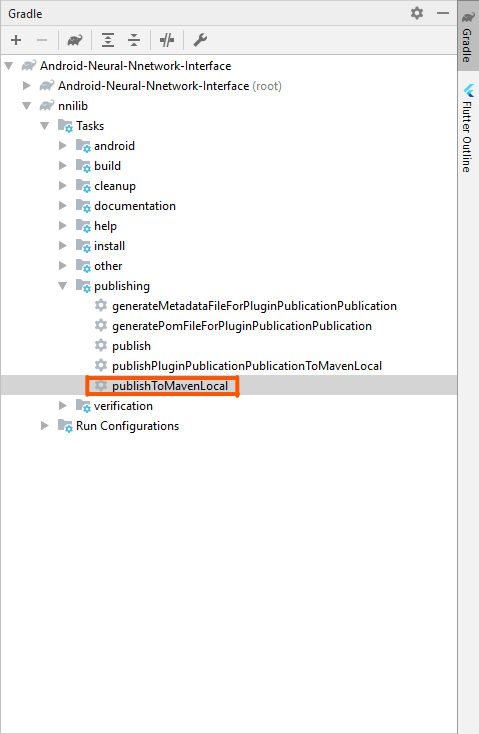 Gradle
Android-Neural-Nnetwork-Interface
Android-Neural-Nnetwork-Interface (root)
nnilib
Tasks
android
build
cleanup
documentation
help
install
other
publishing
generateMetadataFileForPluginPublicationPublication
generatePomFileForPluginPublicationPublication
publish
publishPluginPublicationPublicationToMavenLocal
publishToMavenLocal
verification
Run Configurations
Gradle
Flutter Outline